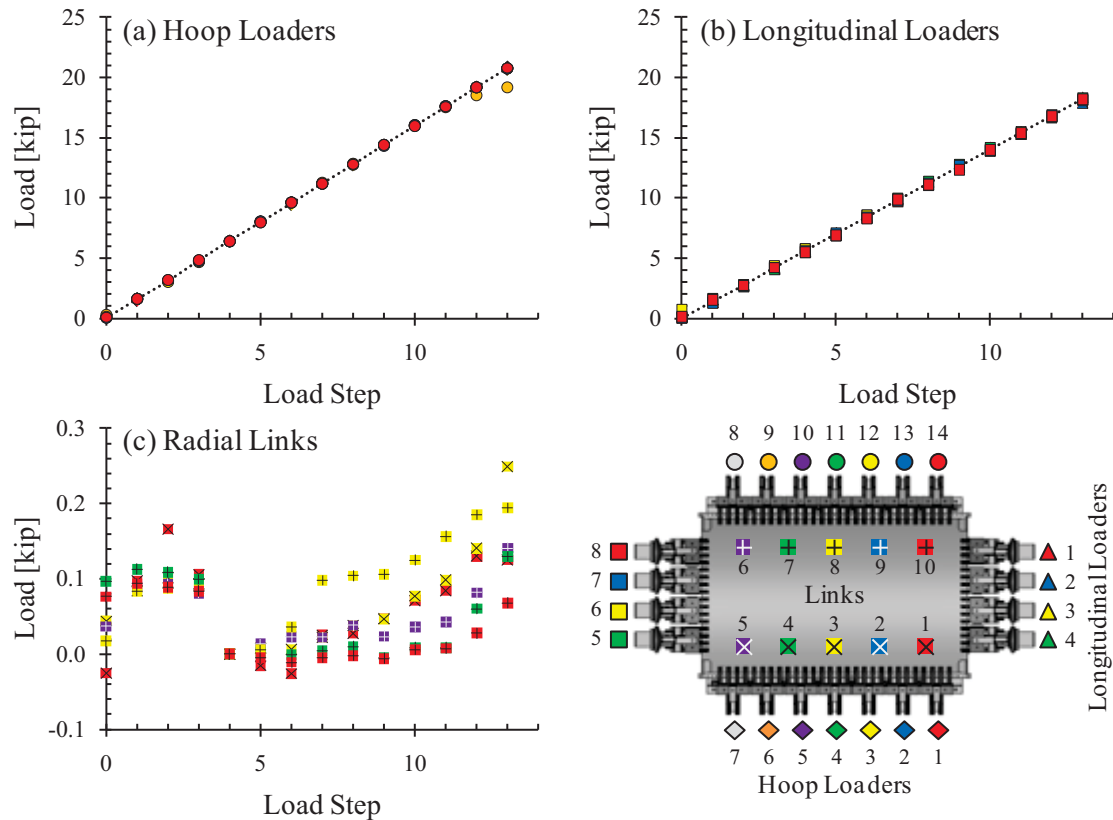 (a) Hoop Loaders
25
20
15
10
5
0
Load [kip]
0 5 10
Load Step
(b) Longitudinal Loaders
25
20
15
10
5
0
Load [kip]
0 5 10
Load Step
(c) Radial Links
0.3
0.2
0.1
0.0
-0.1
Load [kip]
0 5 10
Load Step
8 9 10 11 12 13 14
8
7
6
5
6 7 8 9 10
Links
5 4 3 2 1
1
2
3
4
Longitudinal Loaders
7 6 5 4 3 2 1
Hoop Loaders